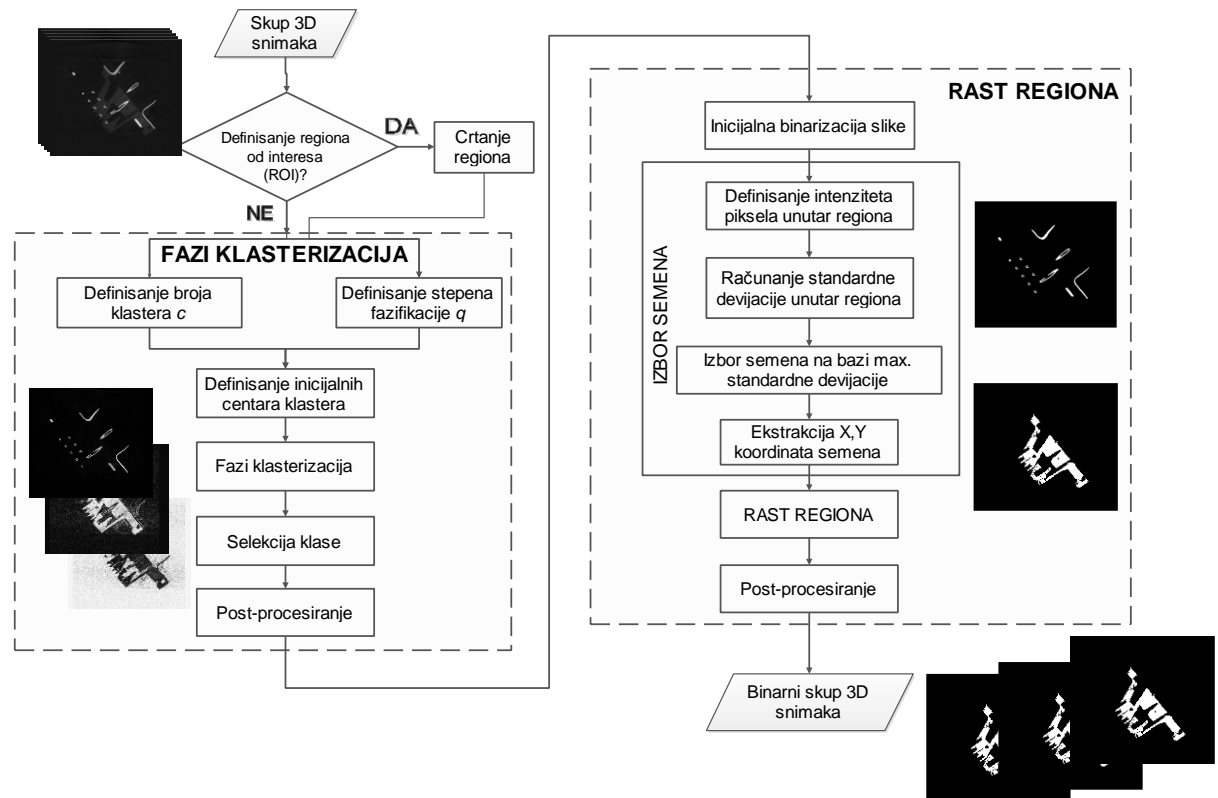 Skup 3D
snimaka
Definisanje regiona
od interesa
(ROI)?
DA
Crtanje
regiona
NE
FAZI KLASTERIZACIJA
Definisanje broja
klastera c
Definisanje stepena
fazifikacije q
Definisanje inicijalnih
centara klastera
Fazi klasterizacija
Selekcija klase
Post-procesiranje
RAST REGIONA
Inicijalna binarizacija slike
IZBOR SEMENA
Definisanje intenziteta
piksela unutar regiona
Računanje standardne
devijacije unutar regiona
Izbor semena na bazi max.
standardne devijacije
Ekstrakcija X,Y
koordinata semena
RAST REGIONA
Post-procesiranje
Binarni skup 3D
snimaka